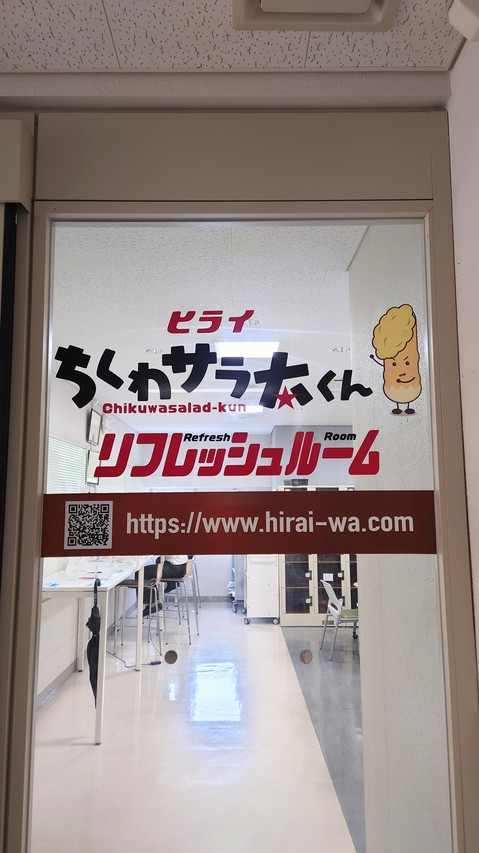 ヒライ
ちくわサラ太くん
Chikuwasalad-kun
Refresh Room
リフレッシュルーム
https://www.hirai-wa.com